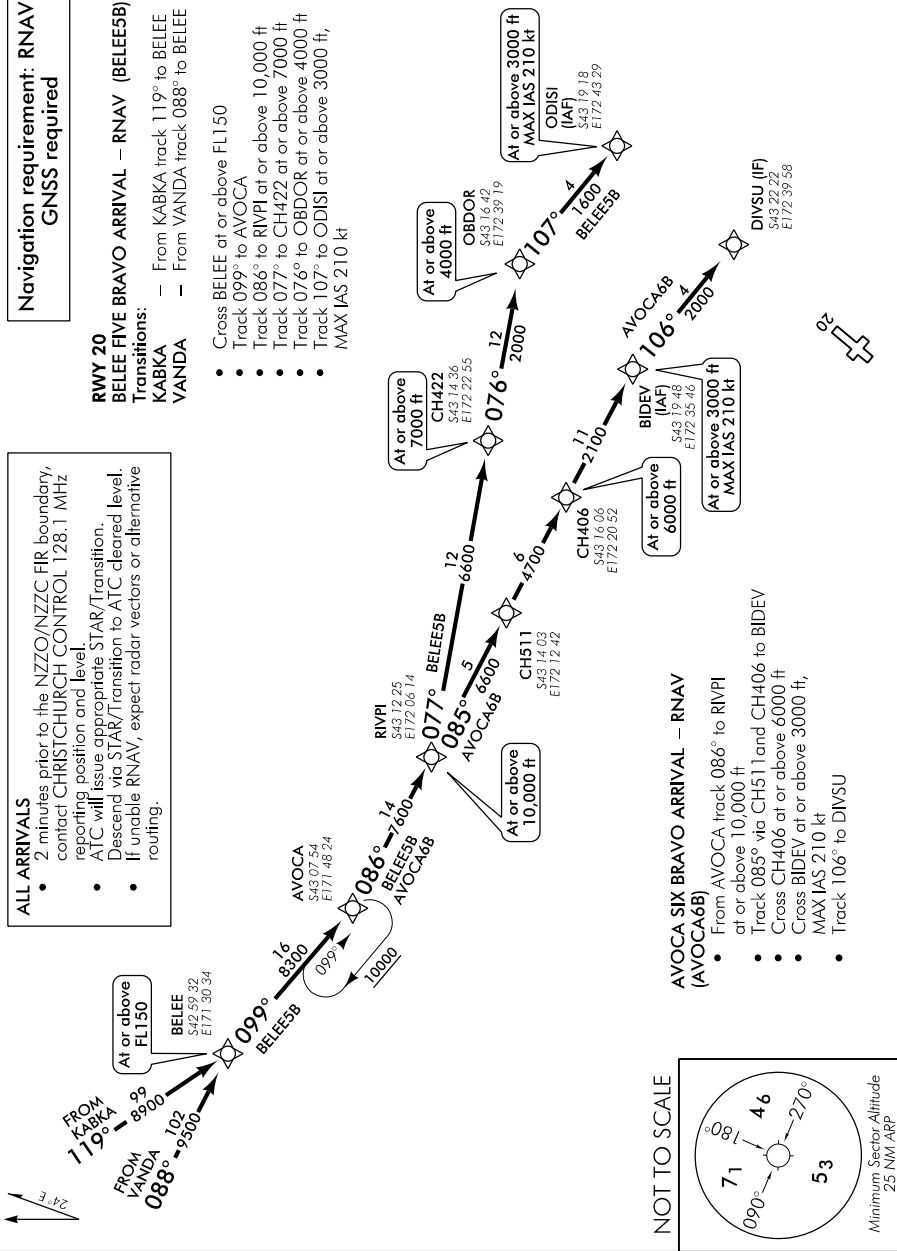 Navigation requirement: RNAV
GNSS required
ALL ARRIVALS
• 2 minutes prior to the NZZO/NZZC FIR boundary,
contact CHRISTCHURCH CONTROL 128.1 MHz
reporting position and level.
• ATC will issue appropriate STAR/Transition.
Descend via STAR/Transition to ATC cleared level.
• If unable RNAV, expect radar vectors or alternative
routing.
RWY 20
BELEE FIVE BRAVO ARRIVAL – RNAV (BELEE5B)
Transitions:
KABKA – From KABKA track 119° to BELEE
VANDA – From VANDA track 088° to BELEE
• Cross BELEE at or above FL150
• Track 099° to AVOCA
• Track 086° to RIVPI at or above 10,000 ft
• Track 077° to CH422 at or above 7000 ft
• Track 076° to OBDOR at or above 4000 ft
• Track 107° to ODISI at or above 3000 ft,
MAX IAS 210 kt
24°E
FROM
KABKA
119°
99
8900
FROM
VANDA
088°
102
9500
At or above
FL150
BELEE
S42 59 32
E171 30 34
099°
16
8300
BELEE5B
AVOCA
S43 07 54
E171 48 24
099°
10000
086°
14
7600
BELEE5B
AVOCA6B
RIVPI
S43 12 25
E172 06 14
At or above
10,000 ft
077°
BELEE5B
12
6600
085°
AVOCA6B
5
6600
At or above
7000 ft
CH422
S43 14 36
E172 22 55
076°
12
2000
At or above
4000 ft
OBDOR
S43 16 42
E172 39 19
107°
4
1600
BELEE5B
At or above 3000 ft
MAX IAS 210 kt
ODISI
(IAF)
S43 19 18
E172 43 29
CH511
S43 14 03
E172 12 42
6
4700
CH406
S43 16 06
E172 20 52
At or above
6000 ft
11
2100
BIDEV
(IAF)
S43 19 48
E172 35 46
At or above 3000 ft
MAX IAS 210 kt
106°
AVOCA6B
4
2000
DIVSU (IF)
S43 22 22
E172 39 58
20
AVOCA SIX BRAVO ARRIVAL – RNAV
(AVOCA6B)
• From AVOCA track 086° to RIVPI
at or above 10,000 ft
• Track 085° via CH511 and CH406 to BIDEV
• Cross CH406 at or above 6000 ft
• Cross BIDEV at or above 3000 ft,
MAX IAS 210 kt
• Track 106° to DIVSU
NOT TO SCALE
180°
090°
270°
71
46
53
Minimum Sector Altitude
25 NM ARP